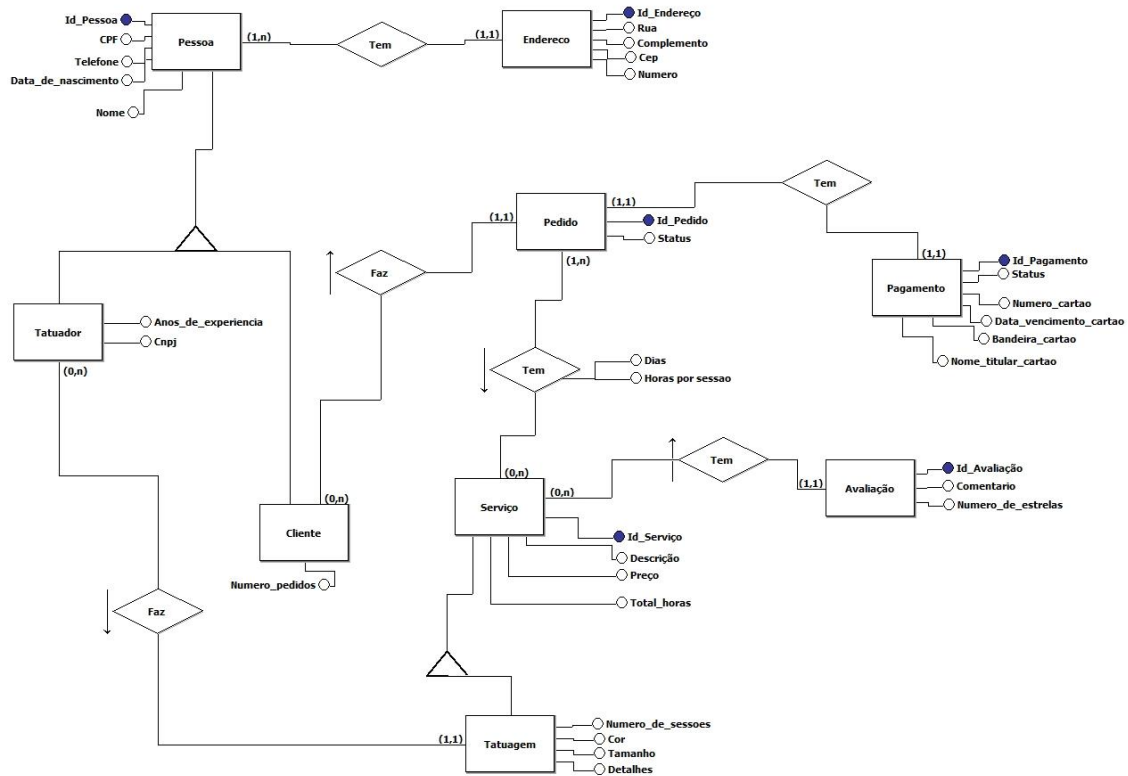 Id_Pessoa
CPF
Telefone
Data_de_nascimento
Nome
Pessoa
(1,n)
Tem
(1,1)
Endereco
Id_Endereço
Rua
Complemento
Cep
Numero
Tem
(1,1)
Pedido
(1,1)
Id_Pedido
Status
(1,n)
Faz
(1,1)
Pagamento
Id_Pagamento
Status
Numero_cartao
Data_vencimento_cartao
Bandeira_cartao
Nome_titular_cartao
Tatuador
Anos_de_experiencia
Cnpj
(0,n)
Tem
Dias
Horas por sessao
(0,n)
Cliente
Numero_pedidos
(0,n)
Serviço
(0,n)
Tem
(1,1)
Avaliação
Id_Avaliação
Comentario
Numero_de_estrelas
Id_Serviço
Descrição
Preço
Total_horas
Faz
(1,1)
Tatuagem
Numero_de_sessoes
Cor
Tamanho
Detalhes